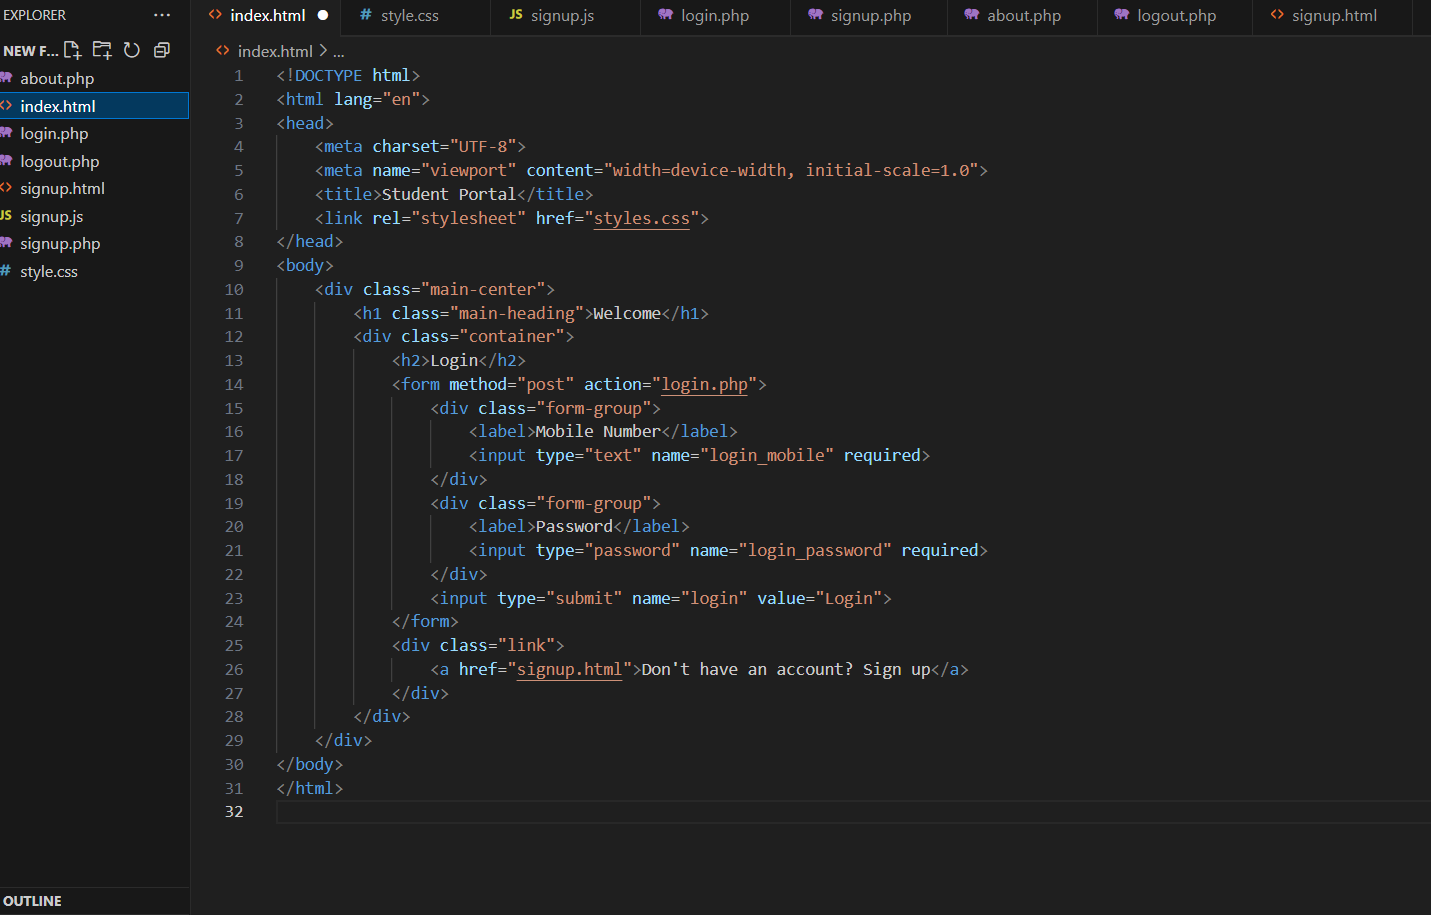 EXPLORER ...
NEW F...
about.php
index.html
login.php
logout.php
signup.html
JS signup.js
signup.php
# style.css
OUTLINE
<> index.html ●
# style.css
JS signup.js
login.php
signup.php
about.php
logout.php
<> signup.html
<> index.html > ...
1 <!DOCTYPE html>
2 <html lang="en">
3 <head>
4     <meta charset="UTF-8">
5     <meta name="viewport" content="width=device-width, initial-scale=1.0">
6     <title>Student Portal</title>
7     <link rel="stylesheet" href="styles.css">
8 </head>
9 <body>
10     <div class="main-center">
11         <h1 class="main-heading">Welcome</h1>
12         <div class="container">
13             <h2>Login</h2>
14             <form method="post" action="login.php">
15                 <div class="form-group">
16                     <label>Mobile Number</label>
17                     <input type="text" name="login_mobile" required>
18                 </div>
19                 <div class="form-group">
20                     <label>Password</label>
21                     <input type="password" name="login_password" required>
22                 </div>
23                 <input type="submit" name="login" value="Login">
24             </form>
25             <div class="link">
26                 <a href="signup.html">Don't have an account? Sign up</a>
27             </div>
28         </div>
29     </div>
30 </body>
31 </html>
32